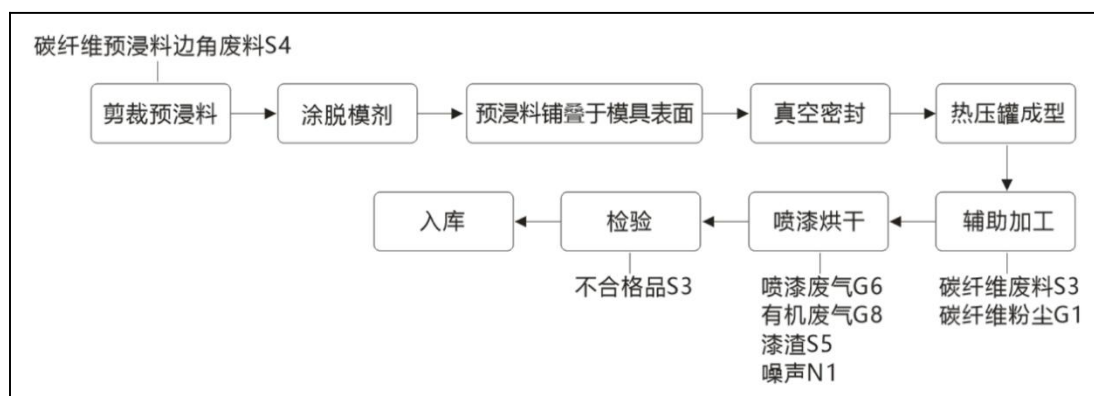 碳纤维预浸料边角废料S4
剪裁预浸料
涂脱模剂
预浸料铺叠于模具表面
真空密封
热压罐成型
入库
检验
喷漆烘干
辅助加工
不合格品S3
喷漆废气G6
有机废气G8
漆渣S5
噪声N1
碳纤维废料S3
碳纤维粉尘G1